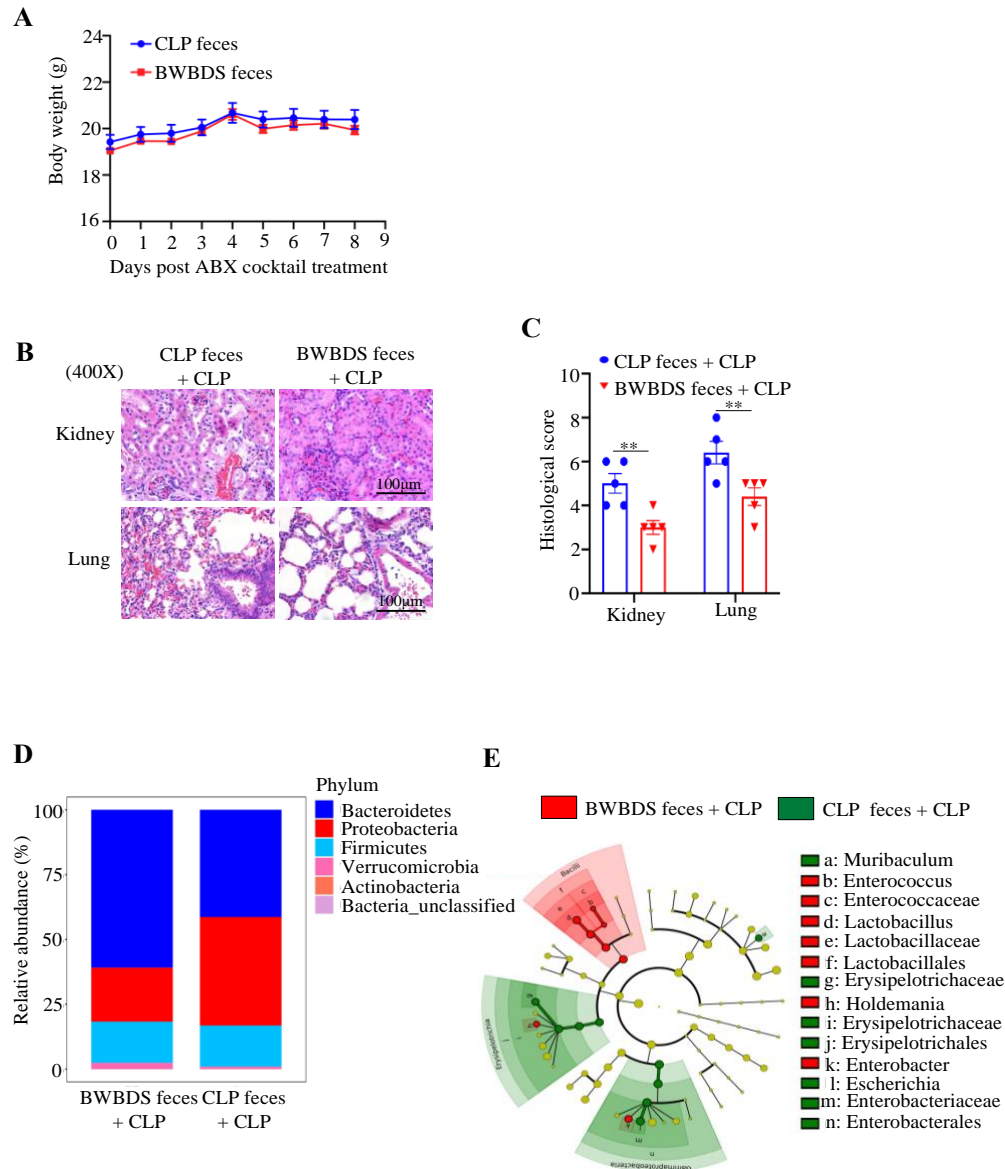 A
24
22
20
18
16
Body weight (g)
CLP feces
BWBDS feces
0 1 2 3 4 5 6 7 8 9
Days post ABX cocktail treatment
B
(400X)
CLP feces
+ CLP
BWBDS feces
+ CLP
Kidney
100μm
Lung
100μm
C
CLP feces + CLP
BWBDS feces + CLP
10
8
6
4
2
0
Histological score
**
**
Kidney
Lung
D
Phylum
Bacteroidetes
Proteobacteria
Firmicutes
Verrucomicrobia
Actinobacteria
Bacteria_unclassified
100
75
50
25
0
Relative abundance (%)
BWBDS feces
+ CLP
CLP feces
+ CLP
E
BWBDS feces + CLP
CLP feces + CLP
Bacilli
f
c
e
b
d
a
g
h
i
j
Erysipelotrichia
k
l
m
n
Gammaproteobacteria
a: Muribaculum
b: Enterococcus
c: Enterococcaceae
d: Lactobacillus
e: Lactobacillaceae
f: Lactobacillales
g: Erysipelotrichaceae
h: Holdemania
i: Erysipelotrichaceae
j: Erysipelotrichales
k: Enterobacter
l: Escherichia
m: Enterobacteriaceae
n: Enterobacterales